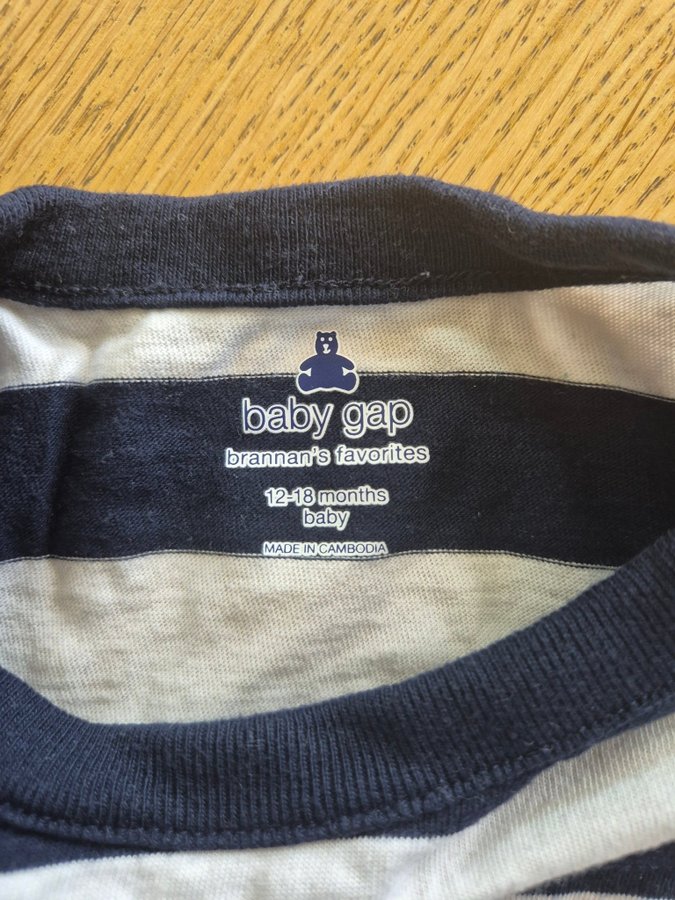 baby gap
brannan's favorites
12-18 months
baby
MADE IN CAMBODIA